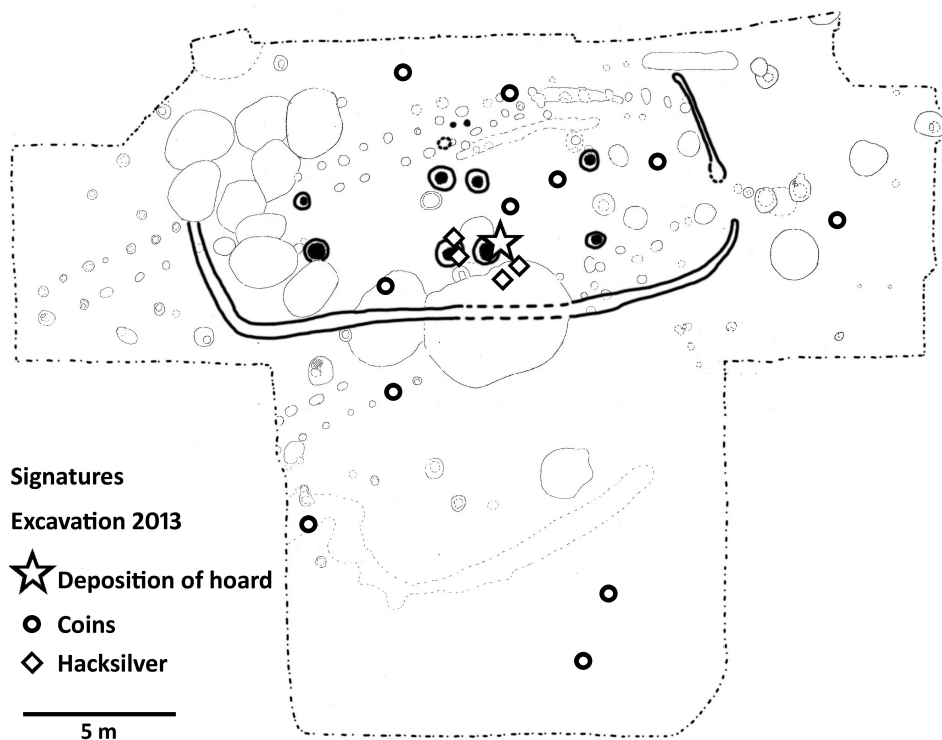 Signatures
Excavation 2013
Deposition of hoard
Coins
Hacksilver
5 m